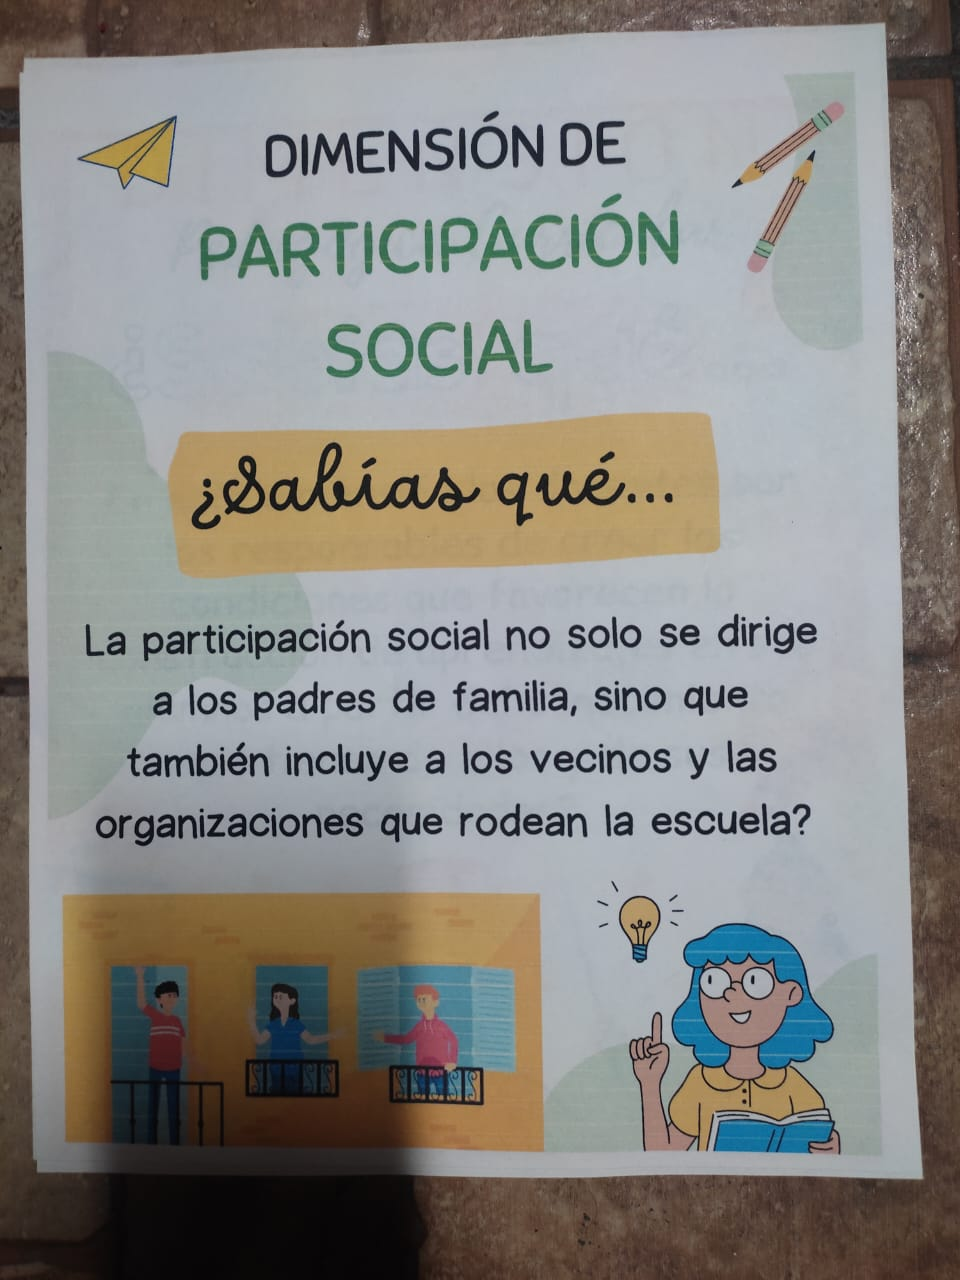 DIMENSIÓN DE
PARTICIPACIÓN
SOCIAL
¿Sabías qué...
La participación social no solo se dirige
a los padres de familia, sino que
también incluye a los vecinos y las
organizaciones que rodean la escuela?